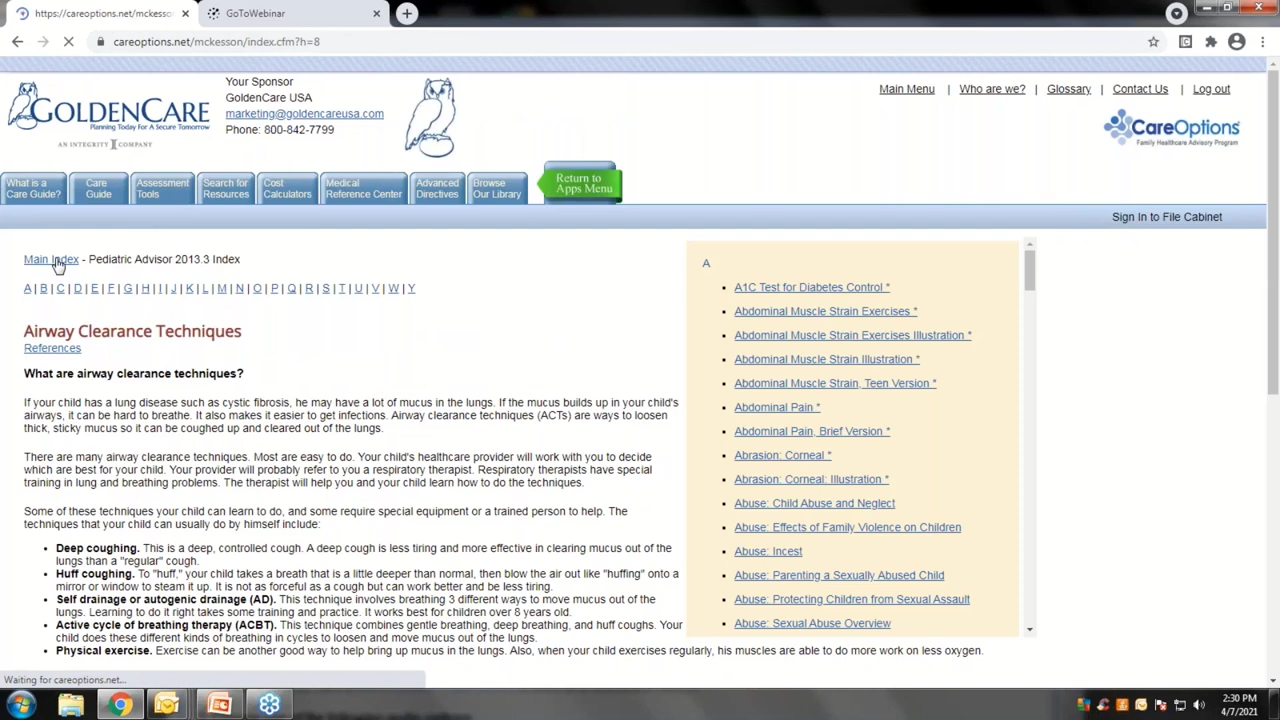 https://careoptions.net/mckesso
GoToWebinar
careoptions.net/mckesson/index.cfm?h=8
GOLDENCARE
Planning Today For A Secure Tomorrow
AN INTEGRITY COMPANY
Your Sponsor
GoldenCare USA
marketing@goldencareusa.com
Phone: 800-842-7799
Main Menu | Who are we? | Glossary | Contact Us | Log out
CareOptions
Family Healthcare Advisory Program
What is a Care Guide?
Care Guide
Assessment Tools
Search for Resources
Cost Calculators
Medical Reference Center
Advanced Directives
Browse Our Library
Return to Apps Menu
Sign In to File Cabinet
Main Index - Pediatric Advisor 2013.3 Index
A | B | C | D | E | F | G | H | I | J | K | L | M | N | O | P | Q | R | S | T | U | V | W | Y
Airway Clearance Techniques
References
What are airway clearance techniques?
If your child has a lung disease such as cystic fibrosis, he may have a lot of mucus in the lungs. If the mucus builds up in your child's
airways, it can be hard to breathe. It also makes it easier to get infections. Airway clearance techniques (ACTs) are ways to loosen
thick, sticky mucus so it can be coughed up and cleared out of the lungs.
There are many airway clearance techniques. Most are easy to do. Your child's healthcare provider will work with you to decide
which are best for your child. Your provider will probably refer to you a respiratory therapist. Respiratory therapists have special
training in lung and breathing problems. The therapist will help you and your child learn how to do the techniques.
Some of these techniques your child can learn to do, and some require special equipment or a trained person to help. The
techniques that your child can usually do by himself include:
• Deep coughing. This is a deep, controlled cough. A deep cough is less tiring and more effective in clearing mucus out of the
lungs than a "regular" cough.
• Huff coughing. To "huff," your child takes a breath that is a little deeper than normal, then blow the air out like "huffing" onto a
mirror or window to steam it up. It is not as forceful as a cough but can work better and be less tiring.
• Self drainage or autogenic drainage (AD). This technique involves breathing 3 different ways to move mucus out of the
lungs. Learning to do it right takes some training and practice. It works best for children over 8 years old.
• Active cycle of breathing therapy (ACBT). This technique combines gentle breathing, deep breathing, and huff coughs. Your
child does these different kinds of breathing in cycles to loosen and move mucus out of the lungs.
• Physical exercise. Exercise can be another good way to help bring up mucus in the lungs. Also, when your child exercises regularly, his muscles are able to do more work on less oxygen.
A
• A1C Test for Diabetes Control *
• Abdominal Muscle Strain Exercises *
• Abdominal Muscle Strain Exercises Illustration *
• Abdominal Muscle Strain Illustration *
• Abdominal Muscle Strain, Teen Version *
• Abdominal Pain *
• Abdominal Pain, Brief Version *
• Abrasion: Corneal *
• Abrasion: Corneal: Illustration *
• Abuse: Child Abuse and Neglect
• Abuse: Effects of Family Violence on Children
• Abuse: Incest
• Abuse: Parenting a Sexually Abused Child
• Abuse: Protecting Children from Sexual Assault
• Abuse: Sexual Abuse Overview
Waiting for careoptions.net...
2:30 PM
4/7/2021